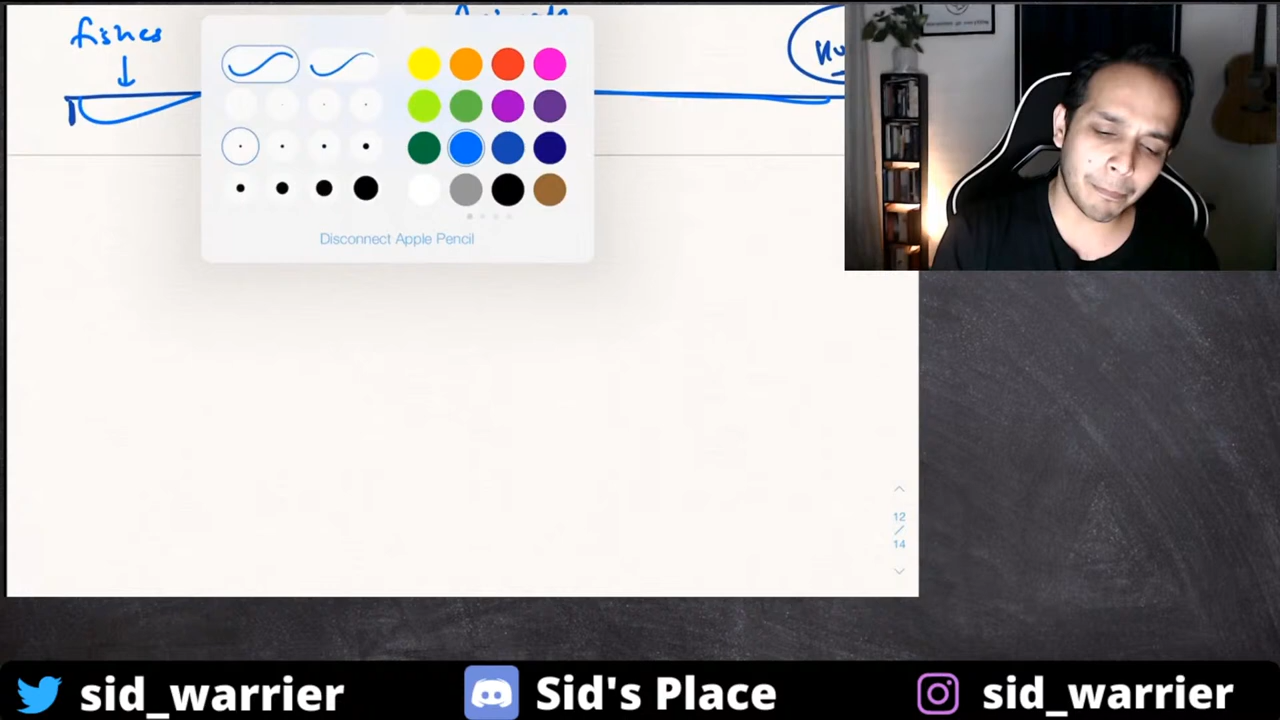 fishes
Disconnect Apple Pencil
12
/
14
sid_warrier
Sid's Place
sid_warrier